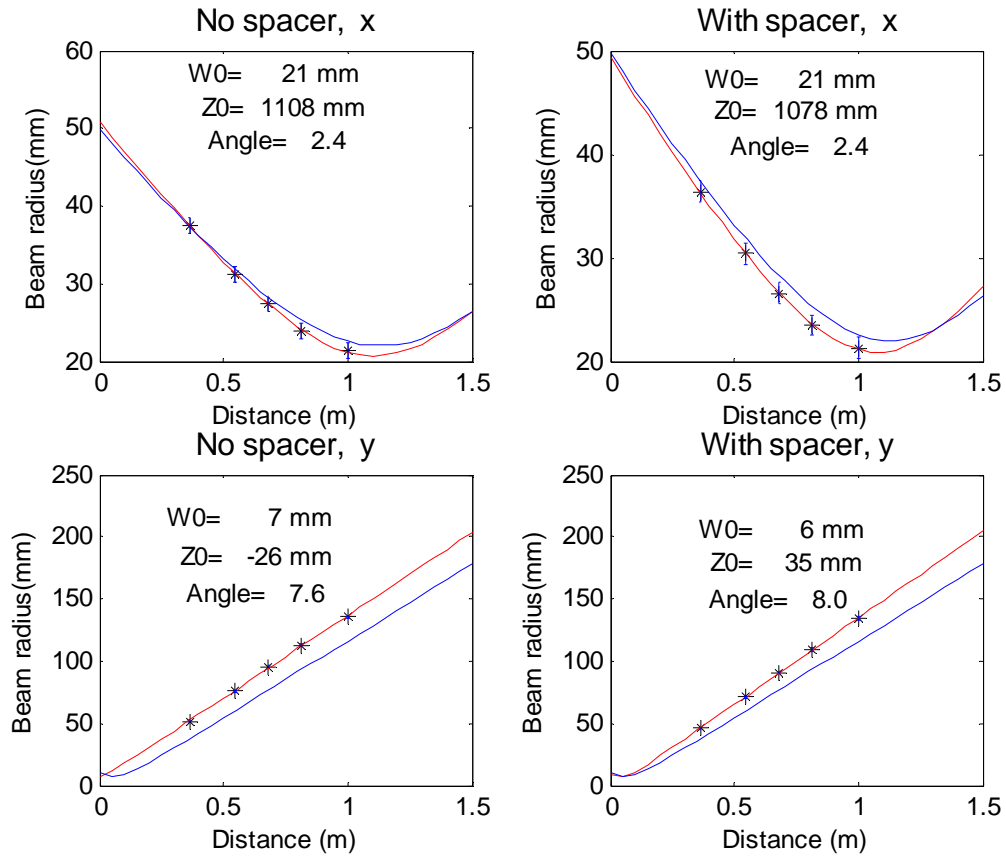 No spacer, x
60
50
40
30
20
Beam radius(mm)
W0= 21 mm
Z0= 1108 mm
Angle= 2.4
0 0.5 1 1.5
Distance (m)
With spacer, x
50
40
30
20
Beam radius(mm)
W0= 21 mm
Z0= 1078 mm
Angle= 2.4
0 0.5 1 1.5
Distance (m)
No spacer, y
250
200
150
100
50
0
Beam radius(mm)
W0= 7 mm
Z0= -26 mm
Angle= 7.6
0 0.5 1 1.5
Distance (m)
With spacer, y
250
200
150
100
50
0
Beam radius(mm)
W0= 6 mm
Z0= 35 mm
Angle= 8.0
0 0.5 1 1.5
Distance (m)